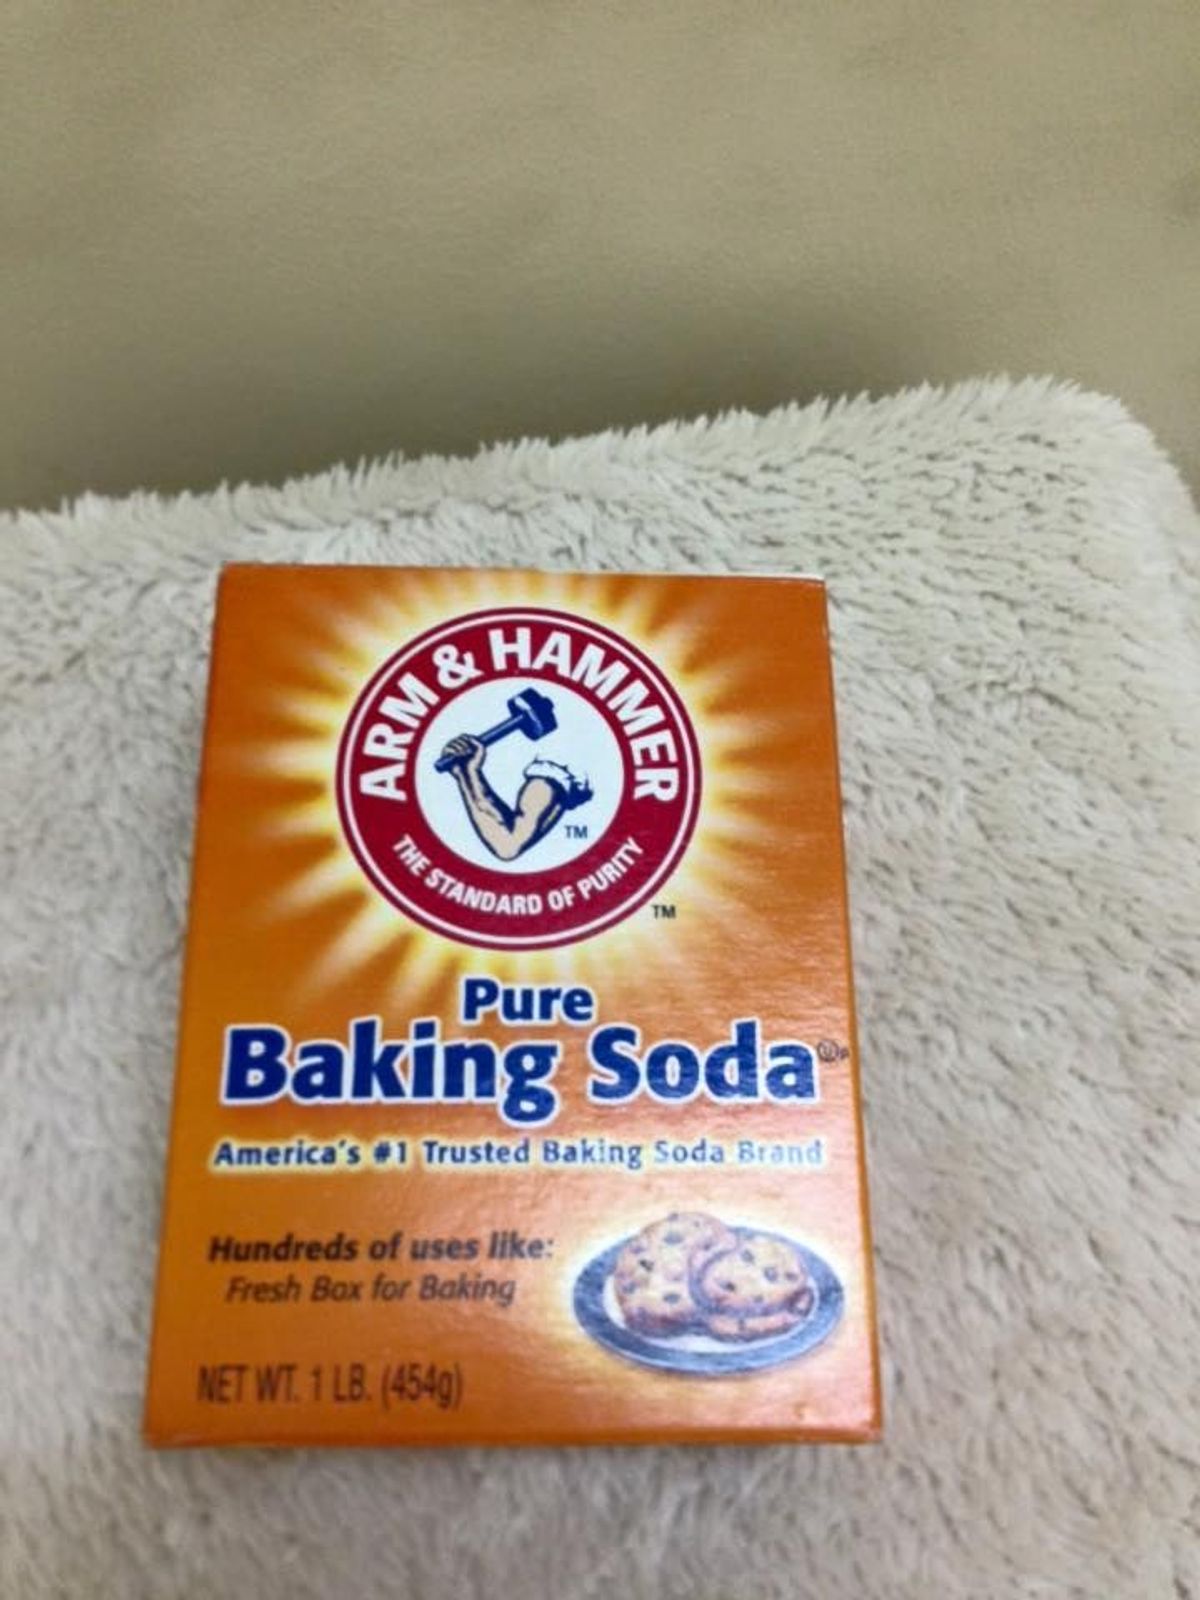 ARM & HAMMER
TM
THE STANDARD OF PURITY
TM
Pure
Baking Soda ⓊP
America's #1 Trusted Baking Soda Brand
Hundreds of uses like:
Fresh Box for Baking
NET WT. 1 LB. (454g)